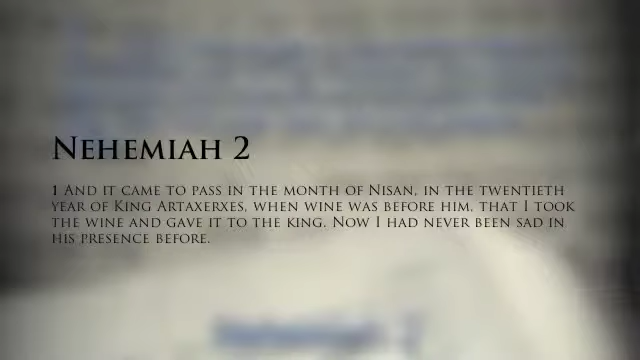 Nehemiah 2
1 And it came to pass in the month of Nisan, in the twentieth
year of King Artaxerxes, when wine was before him, that I took
the wine and gave it to the king. Now I had never been sad in
his presence before.